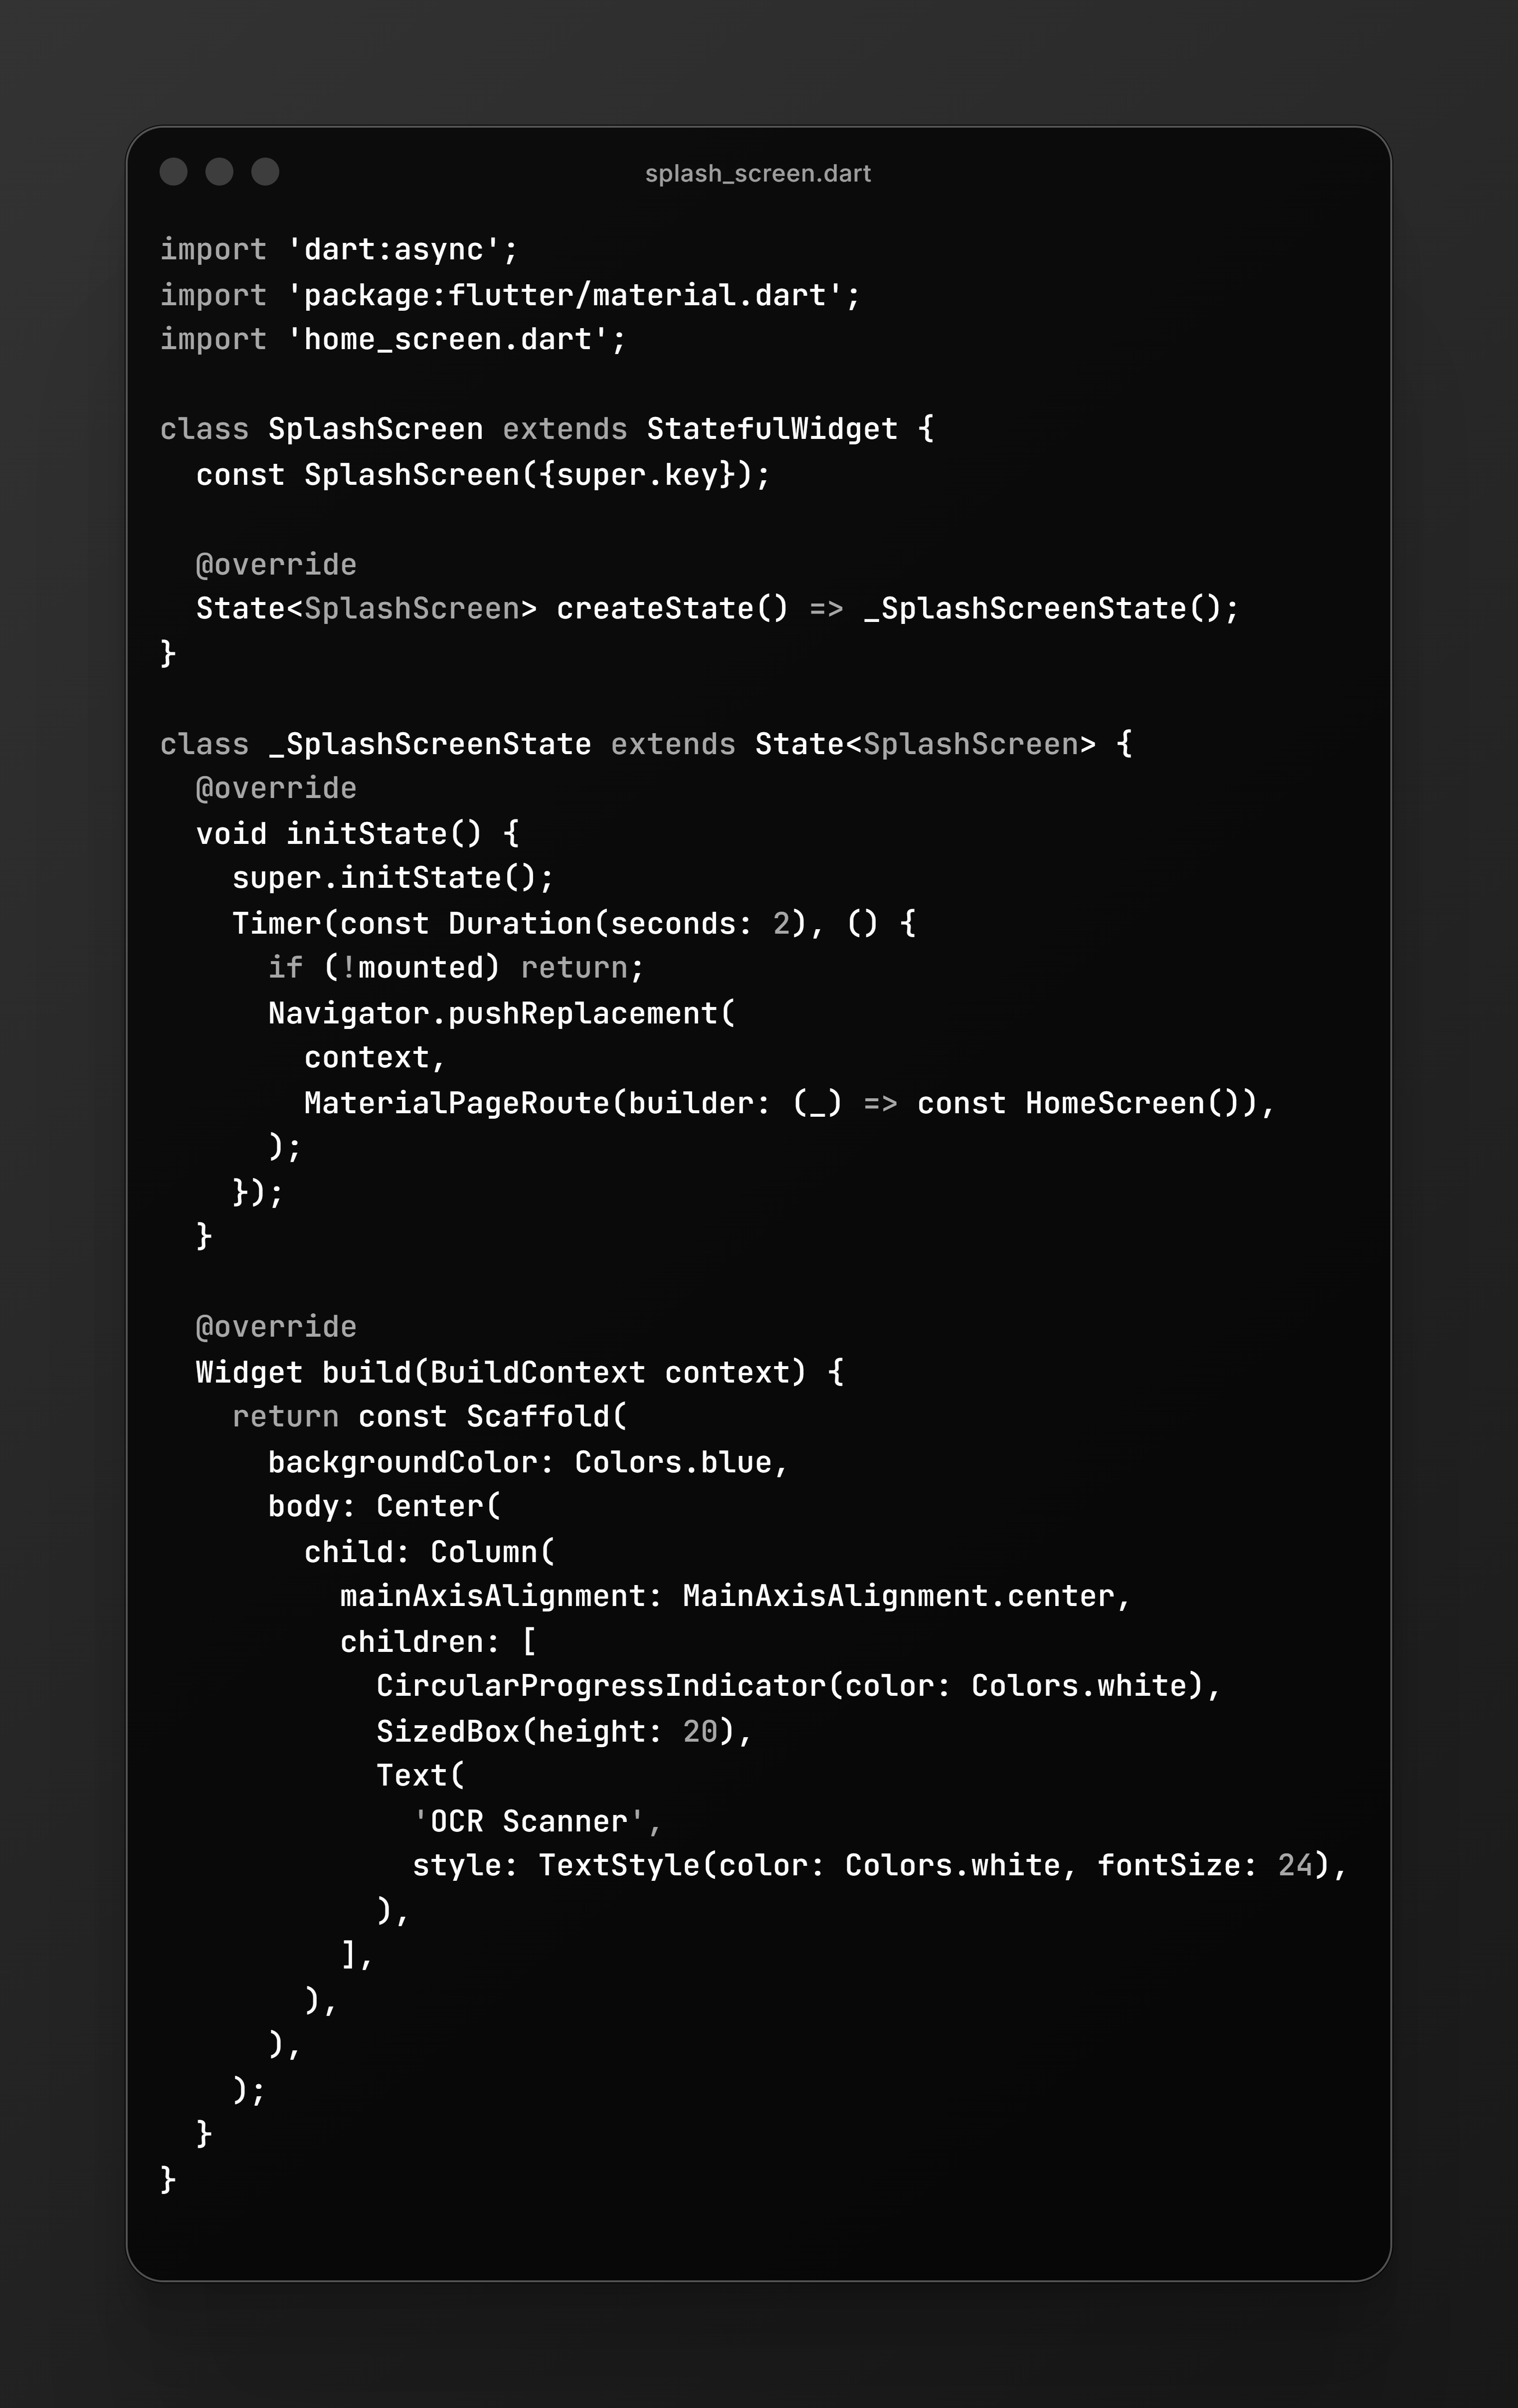 splash_screen.dart
import 'dart:async';
import 'package:flutter/material.dart';
import 'home_screen.dart';

class SplashScreen extends StatefulWidget {
  const SplashScreen({super.key});

  @override
  State<SplashScreen> createState() => _SplashScreenState();
}

class _SplashScreenState extends State<SplashScreen> {
  @override
  void initState() {
    super.initState();
    Timer(const Duration(seconds: 2), () {
      if (!mounted) return;
      Navigator.pushReplacement(
        context,
        MaterialPageRoute(builder: (_) => const HomeScreen()),
      );
    });
  }

  @override
  Widget build(BuildContext context) {
    return const Scaffold(
      backgroundColor: Colors.blue,
      body: Center(
        child: Column(
          mainAxisAlignment: MainAxisAlignment.center,
          children: [
            CircularProgressIndicator(color: Colors.white),
            SizedBox(height: 20),
            Text(
              'OCR Scanner',
              style: TextStyle(color: Colors.white, fontSize: 24),
            ),
          ],
        ),
      ),
    );
  }
}